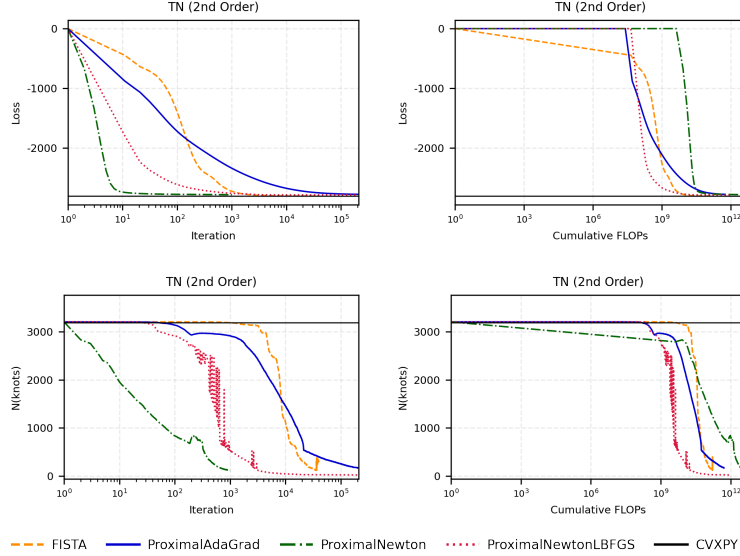 TN (2nd Order)
0
-1000
-2000
Loss
10^0
10^1
10^2
10^3
10^4
10^5
Iteration
TN (2nd Order)
0
-1000
-2000
Loss
10^0
10^3
10^6
10^9
10^12
Cumulative FLOPs
TN (2nd Order)
3000
2000
1000
0
N(knots)
10^0
10^1
10^2
10^3
10^4
10^5
Iteration
TN (2nd Order)
3000
2000
1000
0
N(knots)
10^0
10^3
10^6
10^9
10^12
Cumulative FLOPs
FISTA ProximalAdaGrad ProximalNewton ProximalNewtonLBFGS CVXPY